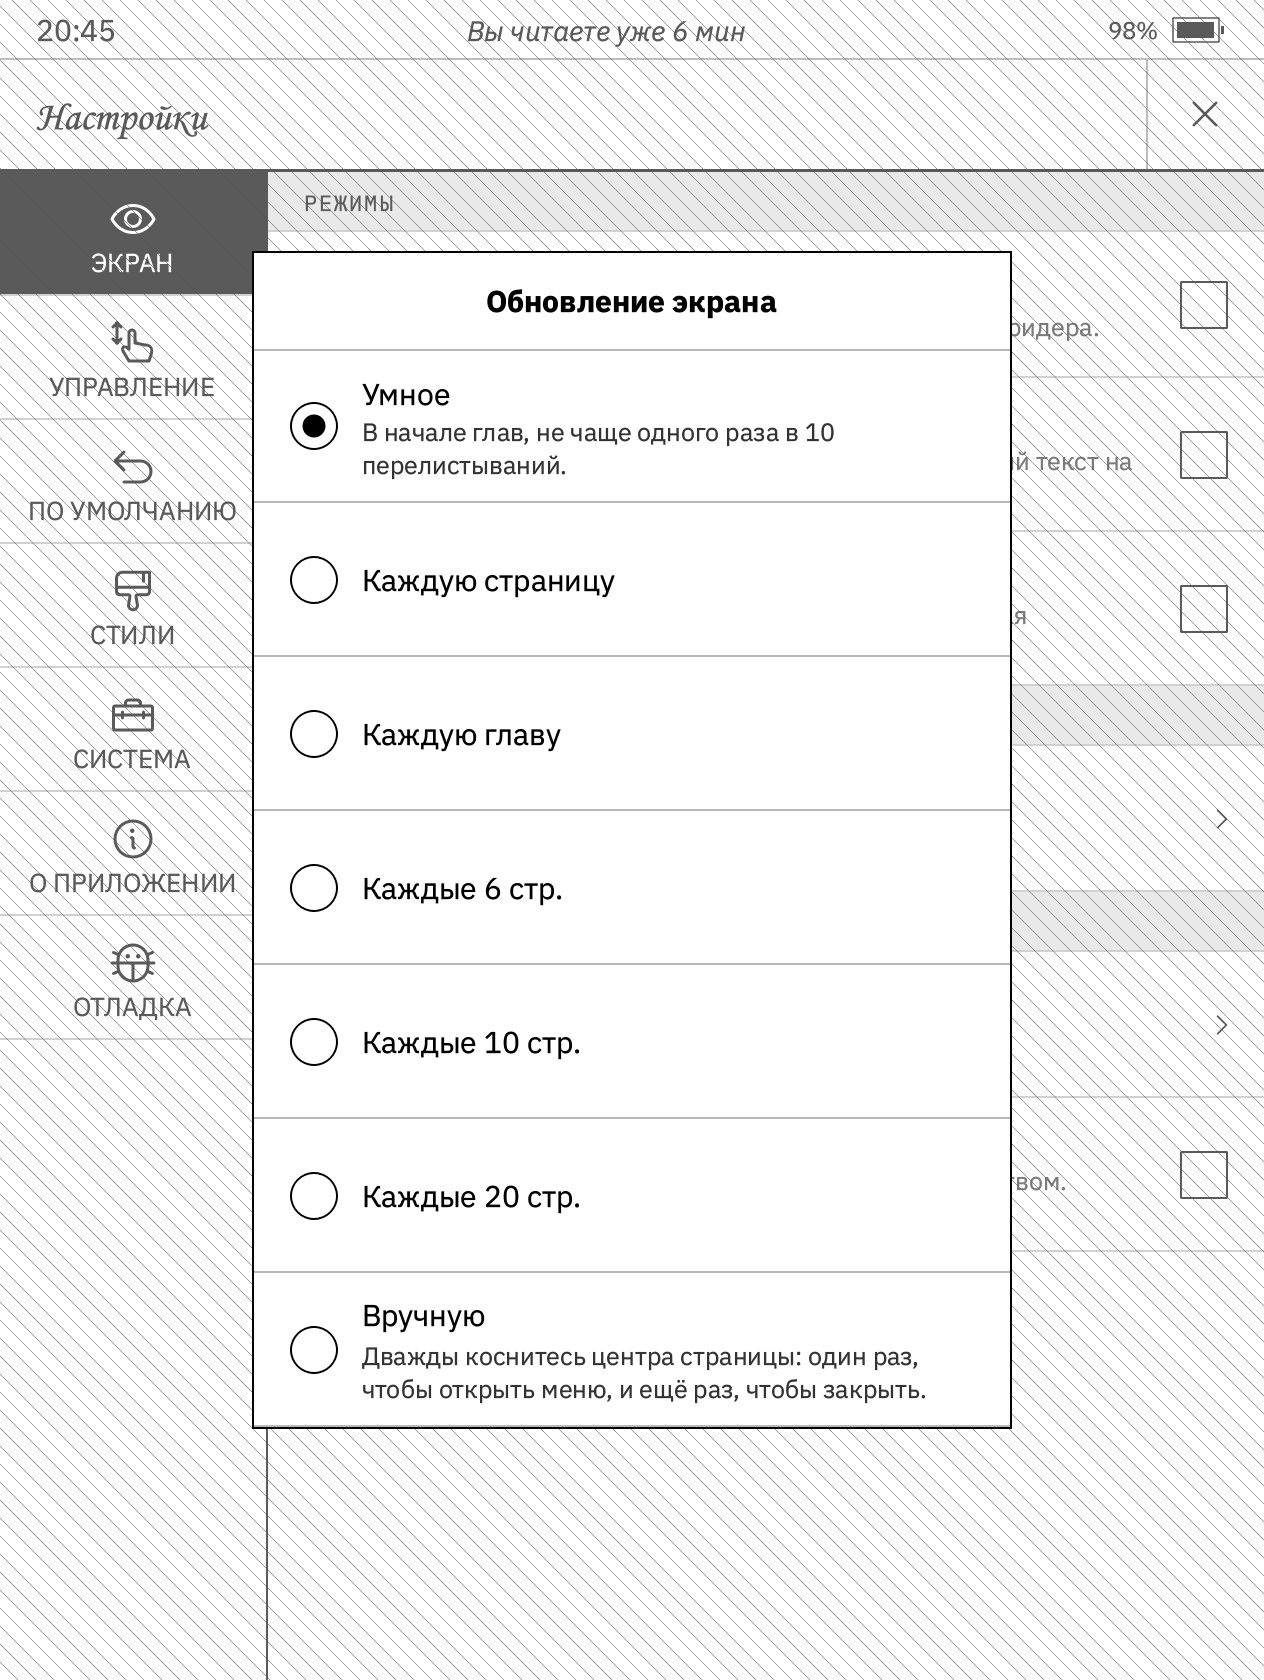 20:45
Вы читаете уже 6 мин
98%
Настройки
ЭКРАН
УПРАВЛЕНИЕ
ПО УМОЛЧАНИЮ
СТИЛИ
СИСТЕМА
О ПРИЛОЖЕНИИ
ОТЛАДКА
РЕЖИМЫ
Обновление экрана
Умное
В начале глав, не чаще одного раза в 10
перелистываний.
Каждую страницу
Каждую главу
Каждые 6 стр.
Каждые 10 стр.
Каждые 20 стр.
Вручную
Дважды коснитесь центра страницы: один раз,
чтобы открыть меню, и ещё раз, чтобы закрыть.
текст на